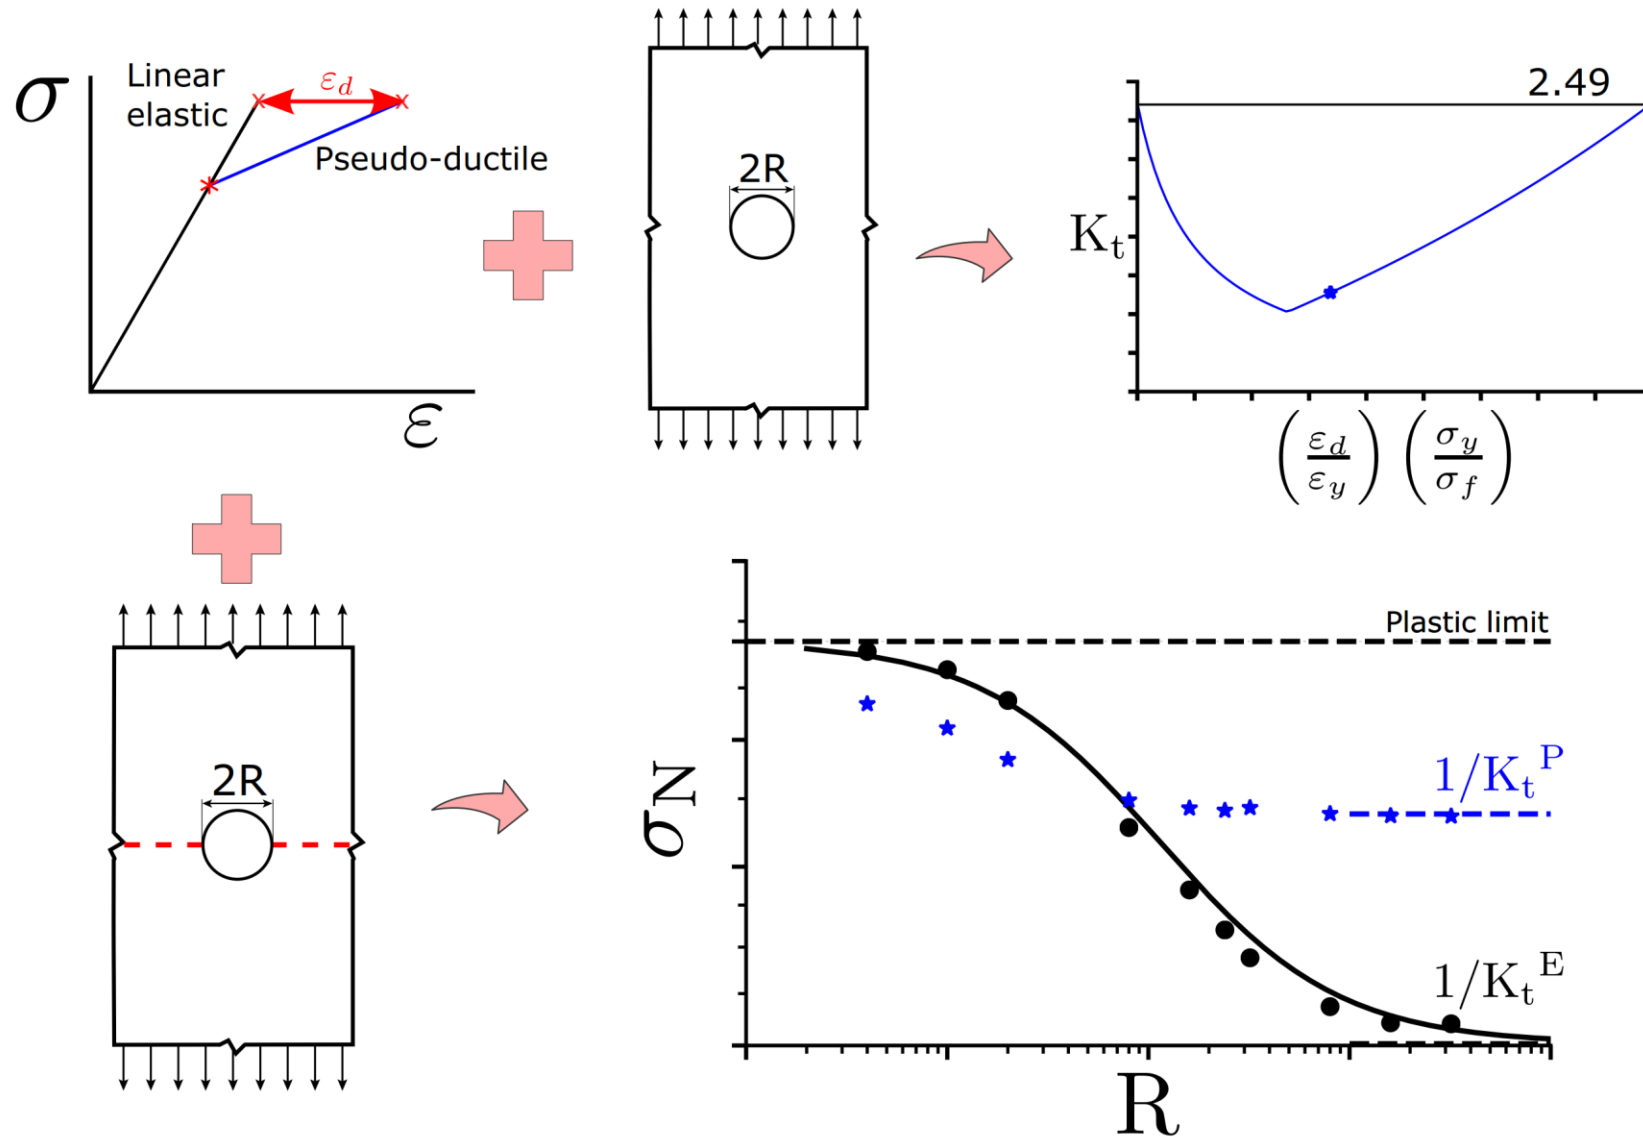 σ
Linear
elastic
ε_d
Pseudo-ductile
ε
2R
2.49
K_t
(ε_d/ε_y) (σ_y/σ_f)
2R
Plastic limit
σ_N
1/K_t^P
1/K_t^E
R